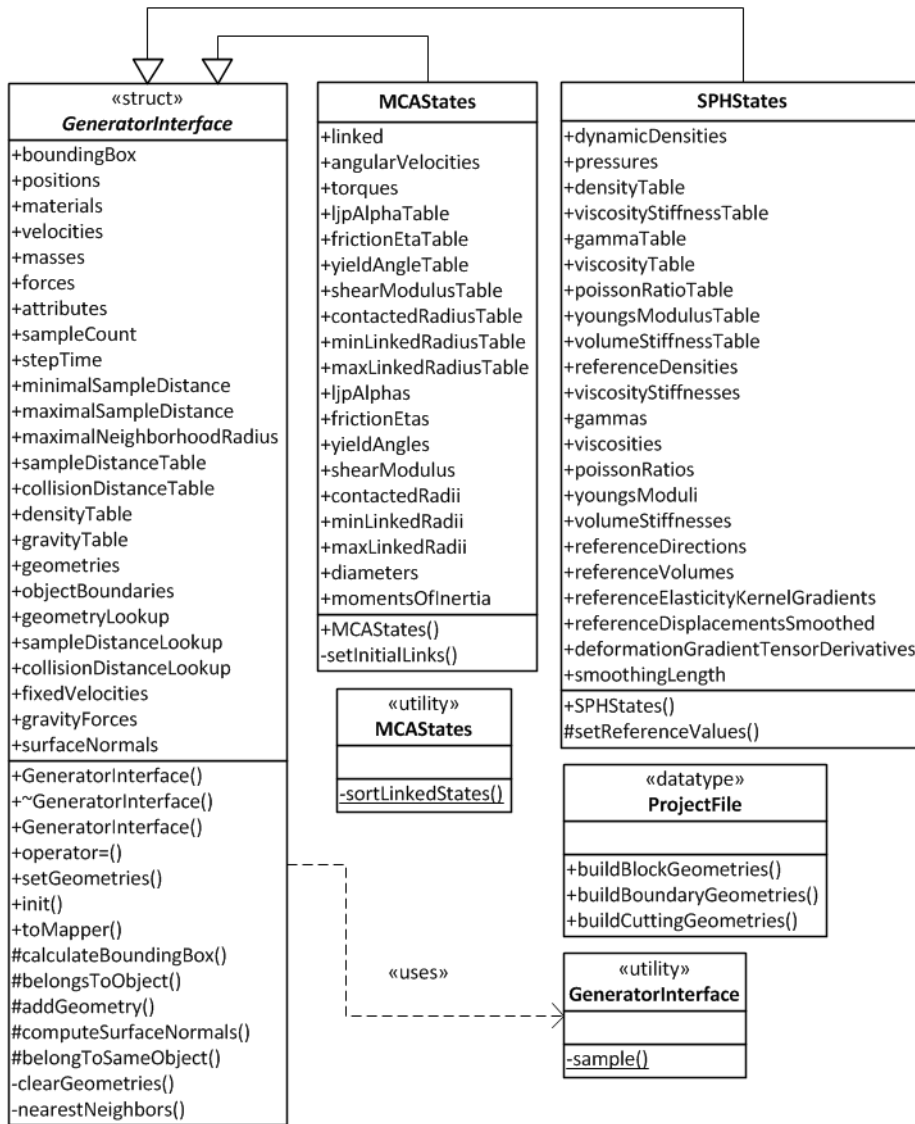 «struct»
GeneratorInterface
+boundingBox
+positions
+materials
+velocities
+masses
+forces
+attributes
+sampleCount
+stepTime
+minimalSampleDistance
+maximalSampleDistance
+maximalNeighborhoodRadius
+sampleDistanceTable
+collisionDistanceTable
+densityTable
+gravityTable
+geometries
+objectBoundaries
+geometryLookup
+sampleDistanceLookup
+collisionDistanceLookup
+fixedVelocities
+gravityForces
+surfaceNormals
+GeneratorInterface()
+~GeneratorInterface()
+GeneratorInterface()
+operator=()
+setGeometries()
+init()
+toMapper()
#calculateBoundingBox()
#belongsToObject()
#addGeometry()
#computeSurfaceNormals()
#belongToSameObject()
-clearGeometries()
-nearestNeighbors()
MCAStates
+linked
+angularVelocities
+torques
+ljpAlphaTable
+frictionEtaTable
+yieldAngleTable
+shearModulusTable
+contactedRadiusTable
+minLinkedRadiusTable
+maxLinkedRadiusTable
+ljpAlphas
+frictionEtas
+yieldAngles
+shearModulus
+contactedRadii
+minLinkedRadii
+maxLinkedRadii
+diameters
+momentsOfInertia
+MCAStates()
-setInitialLinks()
«utility»
MCAStates
-sortLinkedStates()
«uses»
SPHStates
+dynamicDensities
+pressures
+densityTable
+viscosityStiffnessTable
+gammaTable
+viscosityTable
+poissonRatioTable
+youngsModulusTable
+volumeStiffnessTable
+referenceDensities
+viscosityStiffnesses
+gammas
+viscosities
+poissonRatios
+youngsModuli
+volumeStiffnesses
+referenceDirections
+referenceVolumes
+referenceElasticityKernelGradients
+referenceDisplacementsSmoothed
+deformationGradientTensorDerivatives
+smoothingLength
+SPHStates()
#setReferenceValues()
«datatype»
ProjectFile
+buildBlockGeometries()
+buildBoundaryGeometries()
+buildCuttingGeometries()
«utility»
GeneratorInterface
-sample()